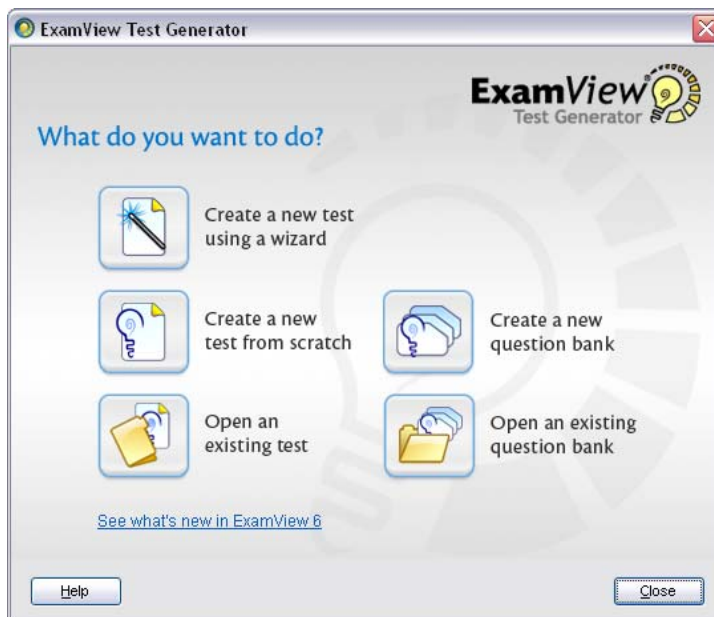 ExamView Test Generator
ExamView
Test Generator
What do you want to do?
Create a new test
using a wizard
Create a new
test from scratch
Create a new
question bank
Open an
existing test
Open an existing
question bank
See what's new in ExamView 6
Help
Close